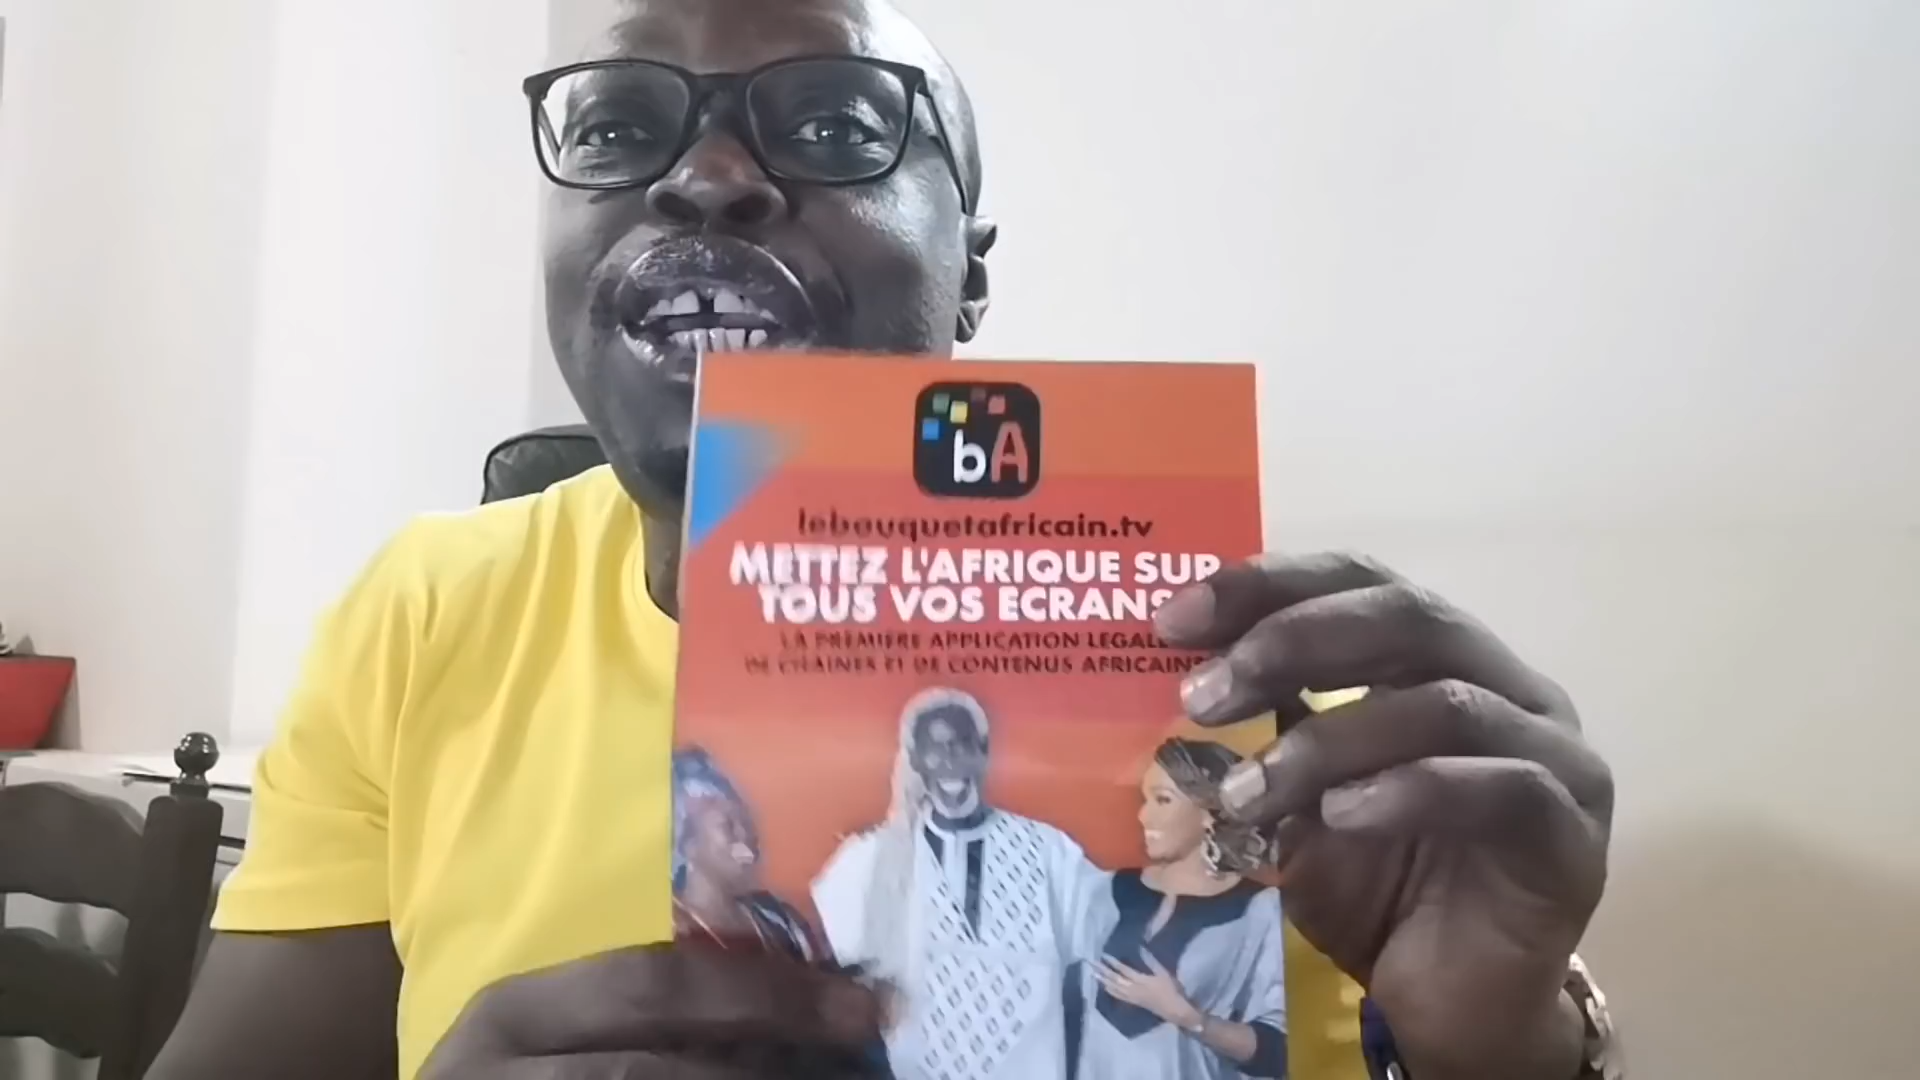 bA
lebouquetafricain.tv
METTEZ L'AFRIQUE SUR
TOUS VOS ECRANS
LA PREMIERE APPLICATION LEGALE
DE CHAINES ET DE CONTENUS AFRICAINS